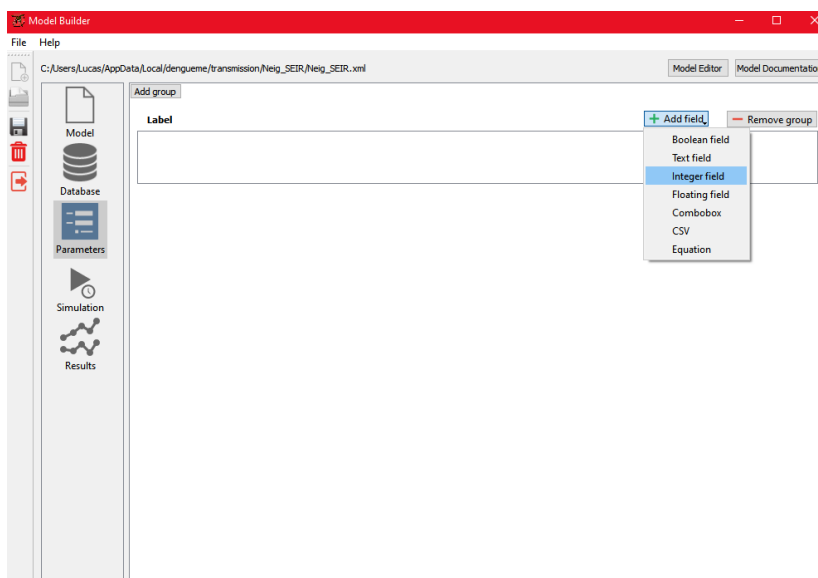 Model Builder
File Help
C:/Users/Lucas/AppData/Local/dengueme/transmission/Neig_SEIR/Neig_SEIR.xml
Model Editor
Model Documentatio
Add group
Label
Add field
Remove group
Boolean field
Text field
Integer field
Floating field
Combobox
CSV
Equation
Model
Database
Parameters
Simulation
Results